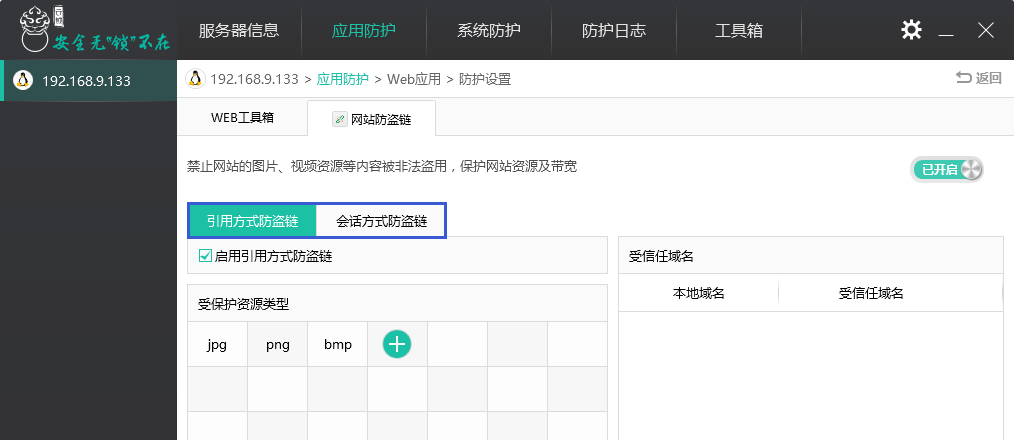 安全无"锁"不在
服务器信息 应用防护 系统防护 防护日志 工具箱
192.168.9.133
192.168.9.133 > 应用防护 > Web应用 > 防护设置 返回
WEB工具箱 网站防盗链
禁止网站的图片、视频资源等内容被非法盗用，保护网站资源及带宽
已开启
引用方式防盗链 会话方式防盗链
启用引用方式防盗链
受信任域名
本地域名 受信任域名
受保护资源类型
jpg png bmp